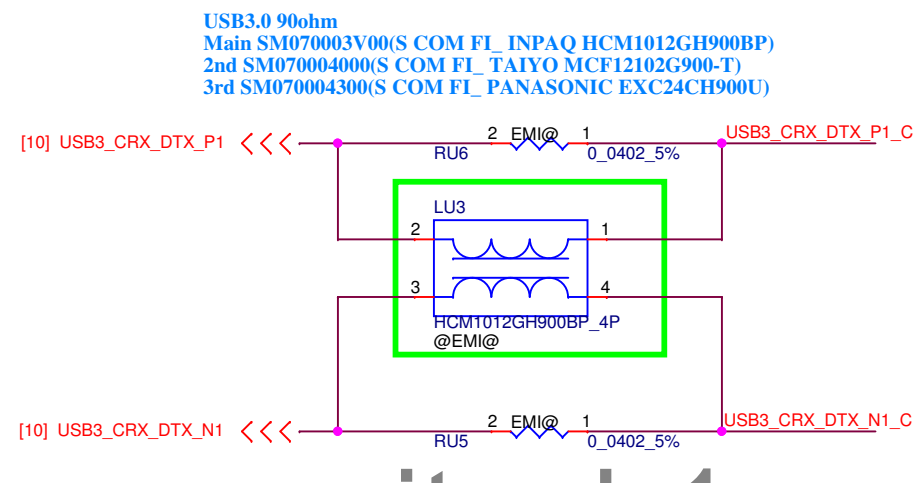 USB3.0 90ohm
Main SM070003V00(S COM FI_ INPAQ HCM1012GH900BP)
2nd SM070004000(S COM FI_ TAIYO MCF12102G900-T)
3rd SM070004300(S COM FI_ PANASONIC EXC24CH900U)
[10] USB3_CRX_DTX_P1
2 EMI@ 1
USB3_CRX_DTX_P1_C
RU6
0_0402_5%
LU3
2
1
3
4
HCM1012GH900BP_4P
@EMI@
[10] USB3_CRX_DTX_N1
2 EMI@ 1
USB3_CRX_DTX_N1_C
RU5
0_0402_5%